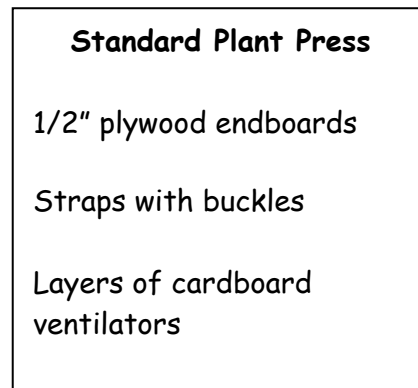 Standard Plant Press
1/2” plywood endboards
Straps with buckles
Layers of cardboard
ventilators